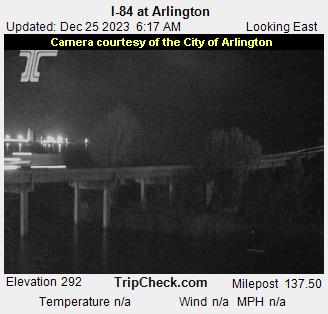 I-84 at Arlington
Updated: Dec 25 2023 6:17 AM Looking East
Camera courtesy of the City of Arlington
Elevation 292 TripCheck.com Milepost 137.50
Temperature n/a Wind n/a MPH n/a